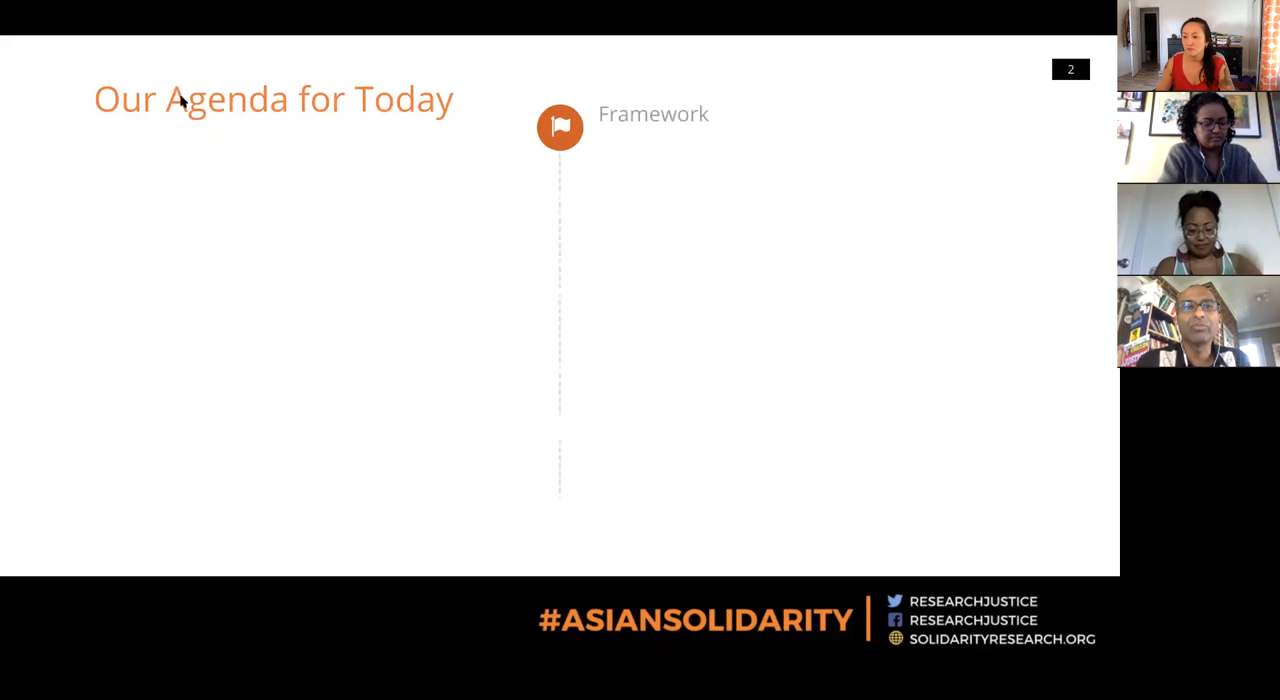 Our Agenda for Today
2
Framework
#ASIANSOLIDARITY
RESEARCHJUSTICE
RESEARCHJUSTICE
SOLIDARITYRESEARCH.ORG